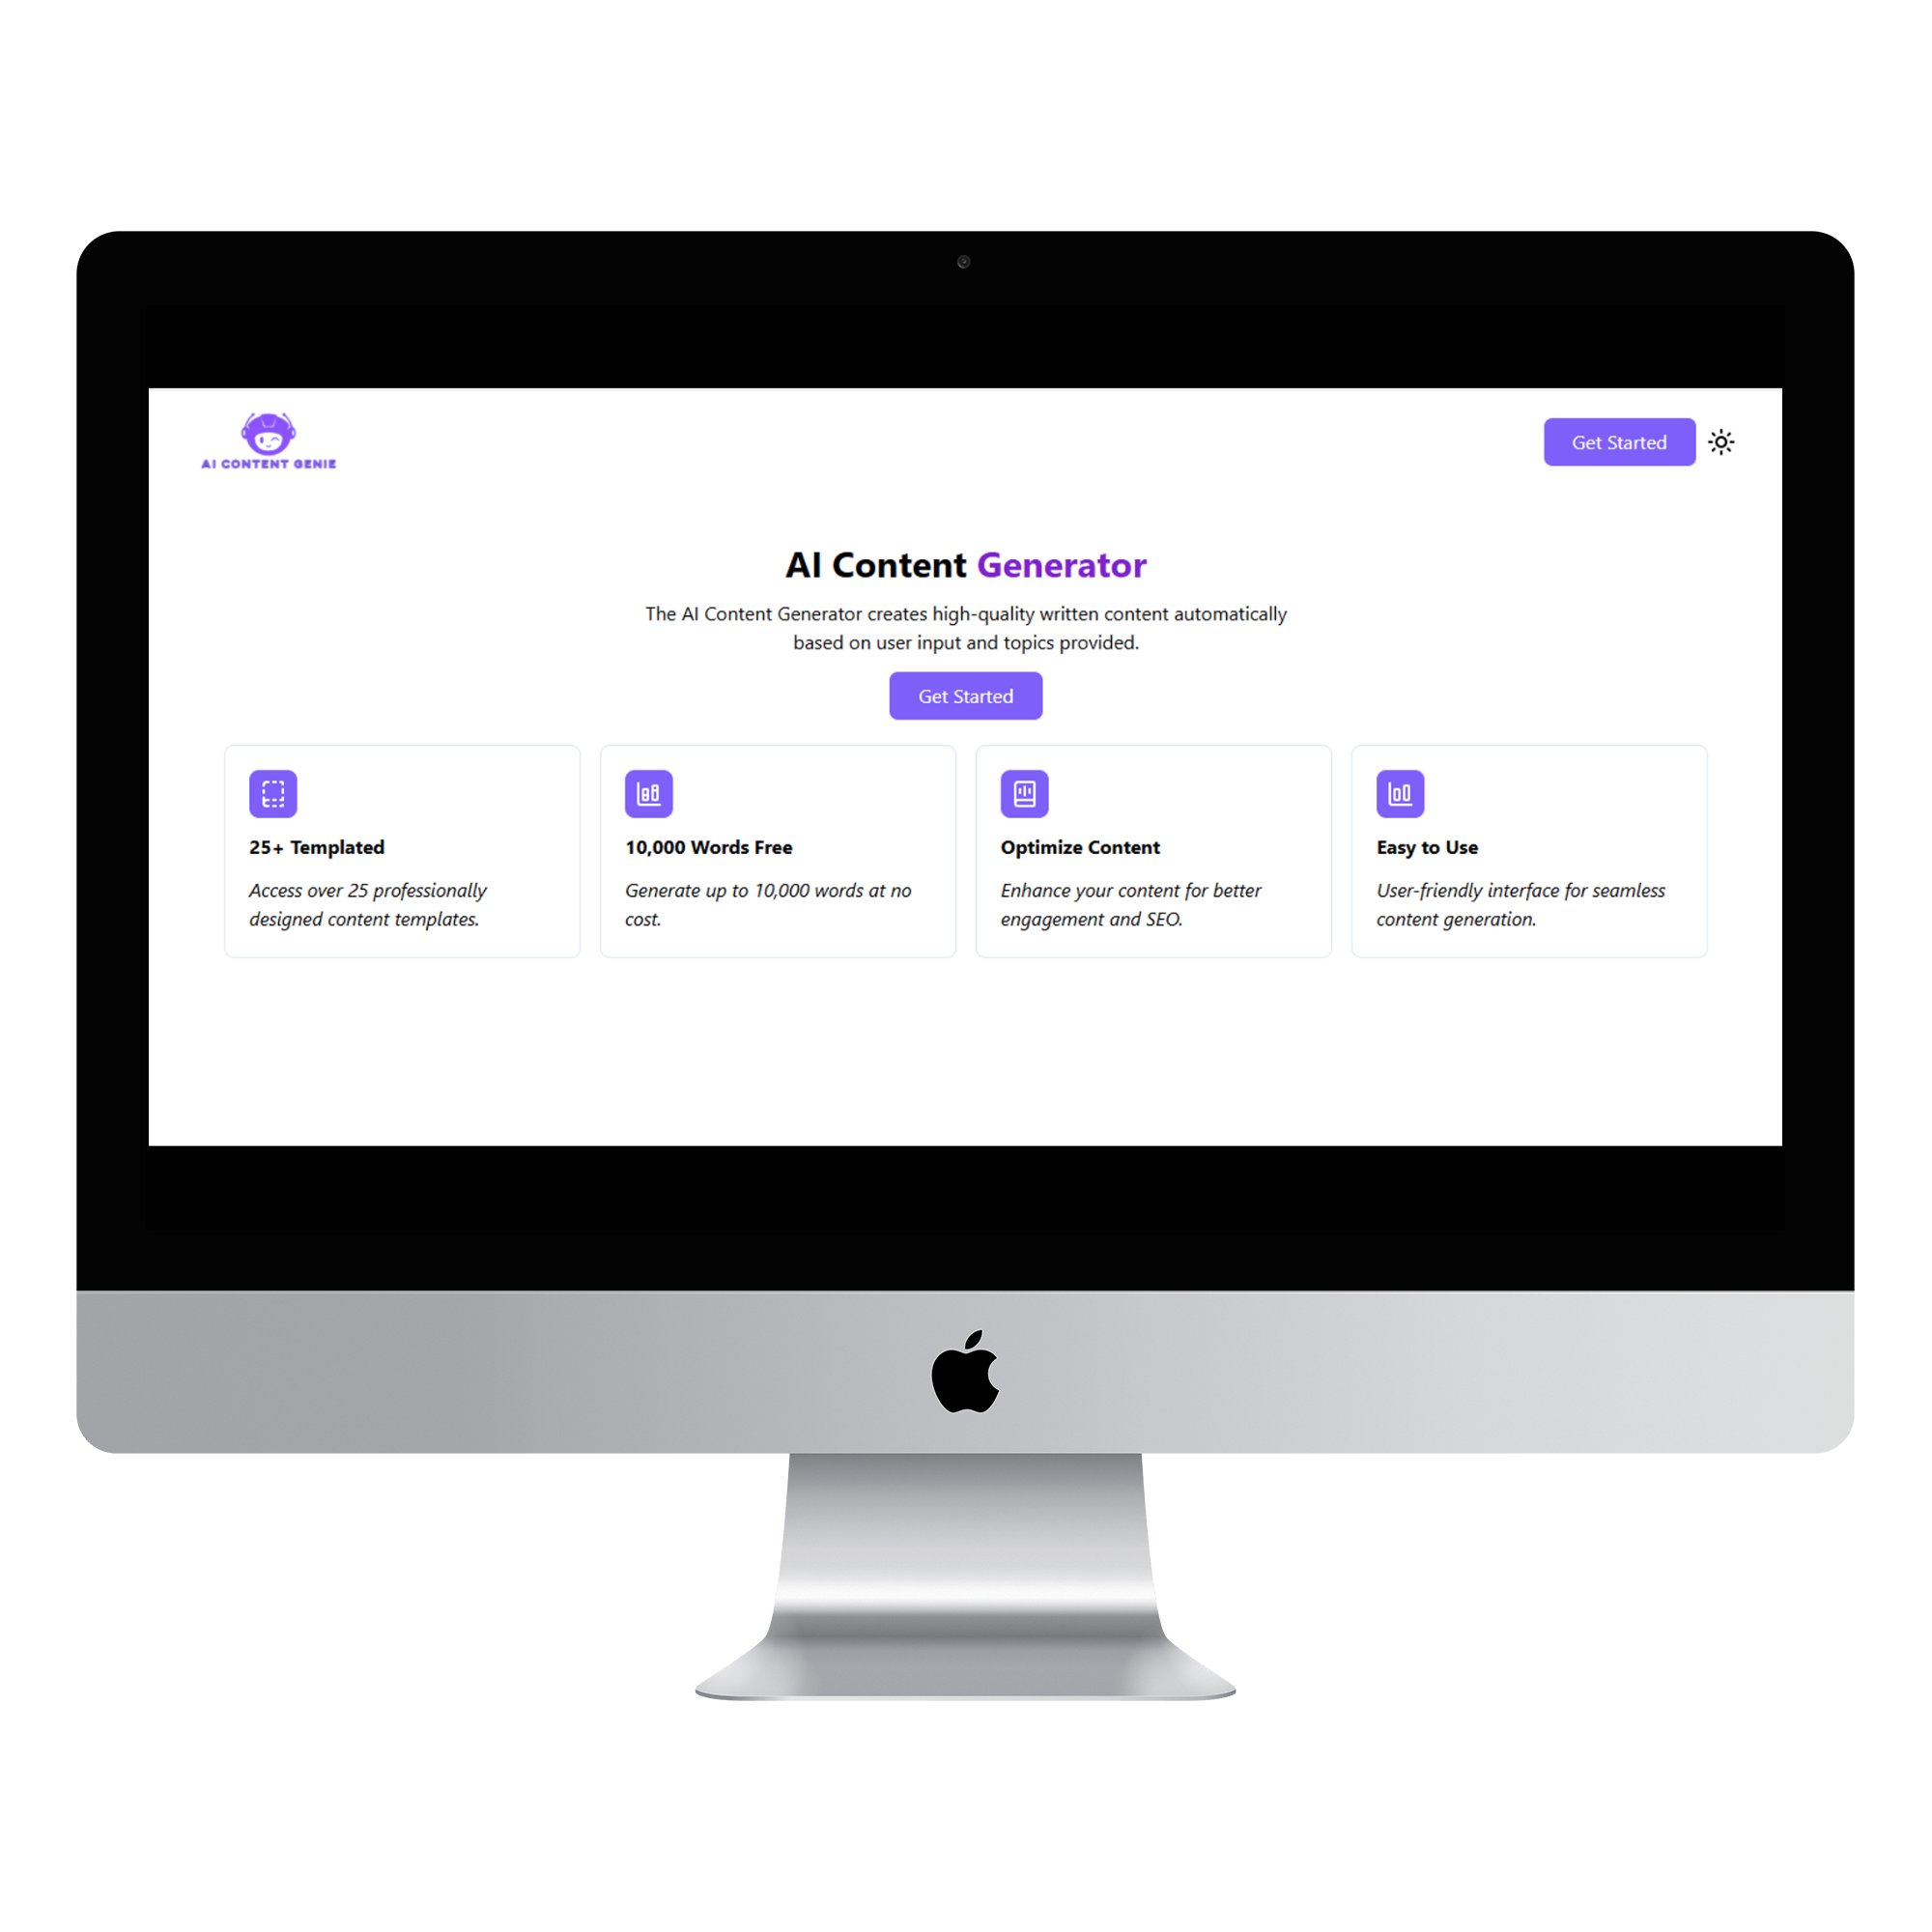 AI CONTENT GENIE
Get Started
AI Content Generator
The AI Content Generator creates high-quality written content automatically
based on user input and topics provided.
Get Started
25+ Templated
Access over 25 professionally
designed content templates.
10,000 Words Free
Generate up to 10,000 words at no
cost.
Optimize Content
Enhance your content for better
engagement and SEO.
Easy to Use
User-friendly interface for seamless
content generation.